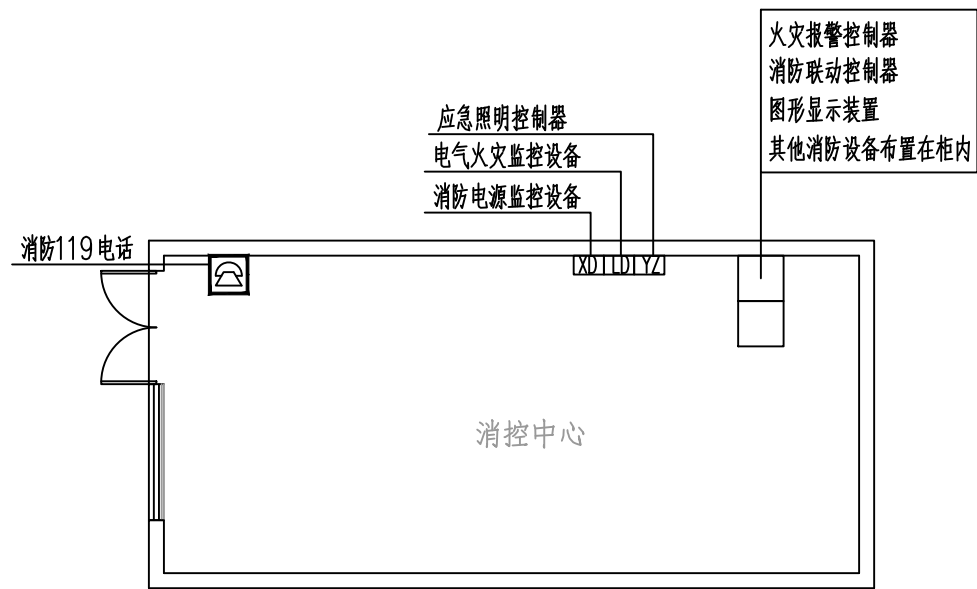 火灾报警控制器
消防联动控制器
图形显示装置
其他消防设备布置在柜内
应急照明控制器
电气火灾监控设备
消防电源监控设备
消防119电话
XD LD YZ
消控中心